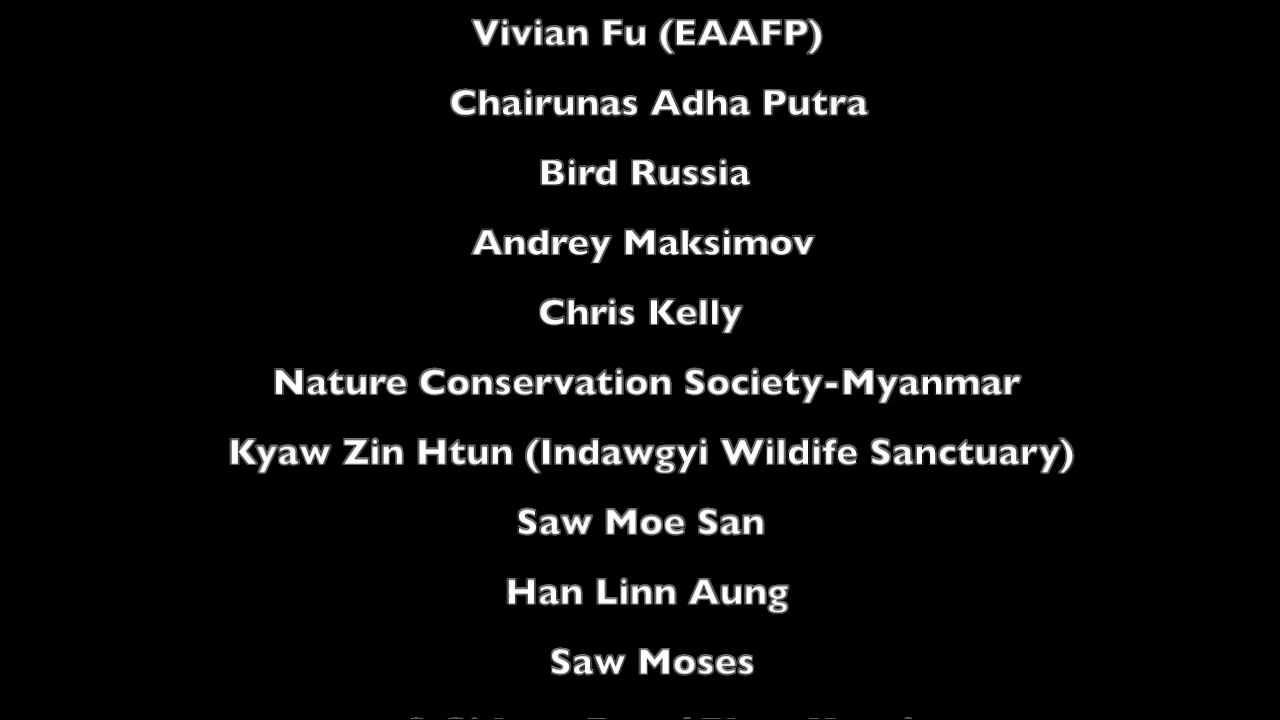 Vivian Fu (EAAFP)
Chairunas Adha Putra
Bird Russia
Andrey Maksimov
Chris Kelly
Nature Conservation Society-Myanmar
Kyaw Zin Htun (Indawgyi Wildife Sanctuary)
Saw Moe San
Han Linn Aung
Saw Moses